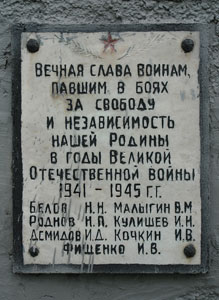 ВЕЧНАЯ СЛАВА ВОИНАМ,
ПАВШИМ В БОЯХ
ЗА СВОБОДУ
И НЕЗАВИСИМОСТЬ
НАШЕЙ РОДИНЫ
В ГОДЫ ВЕЛИКОЙ
ОТЕЧЕСТВЕННОЙ ВОЙНЫ
1941 – 1945 Г.Г.
БЕЛОВ Н.Н. МАЛЫГИН В.М
РОДНОВ Н.П. КУЛИШЕВ И.Н.
ДЕМИДОВ И.Д. КОЧКИН И.В.
ФИЩЕНКО И.В.